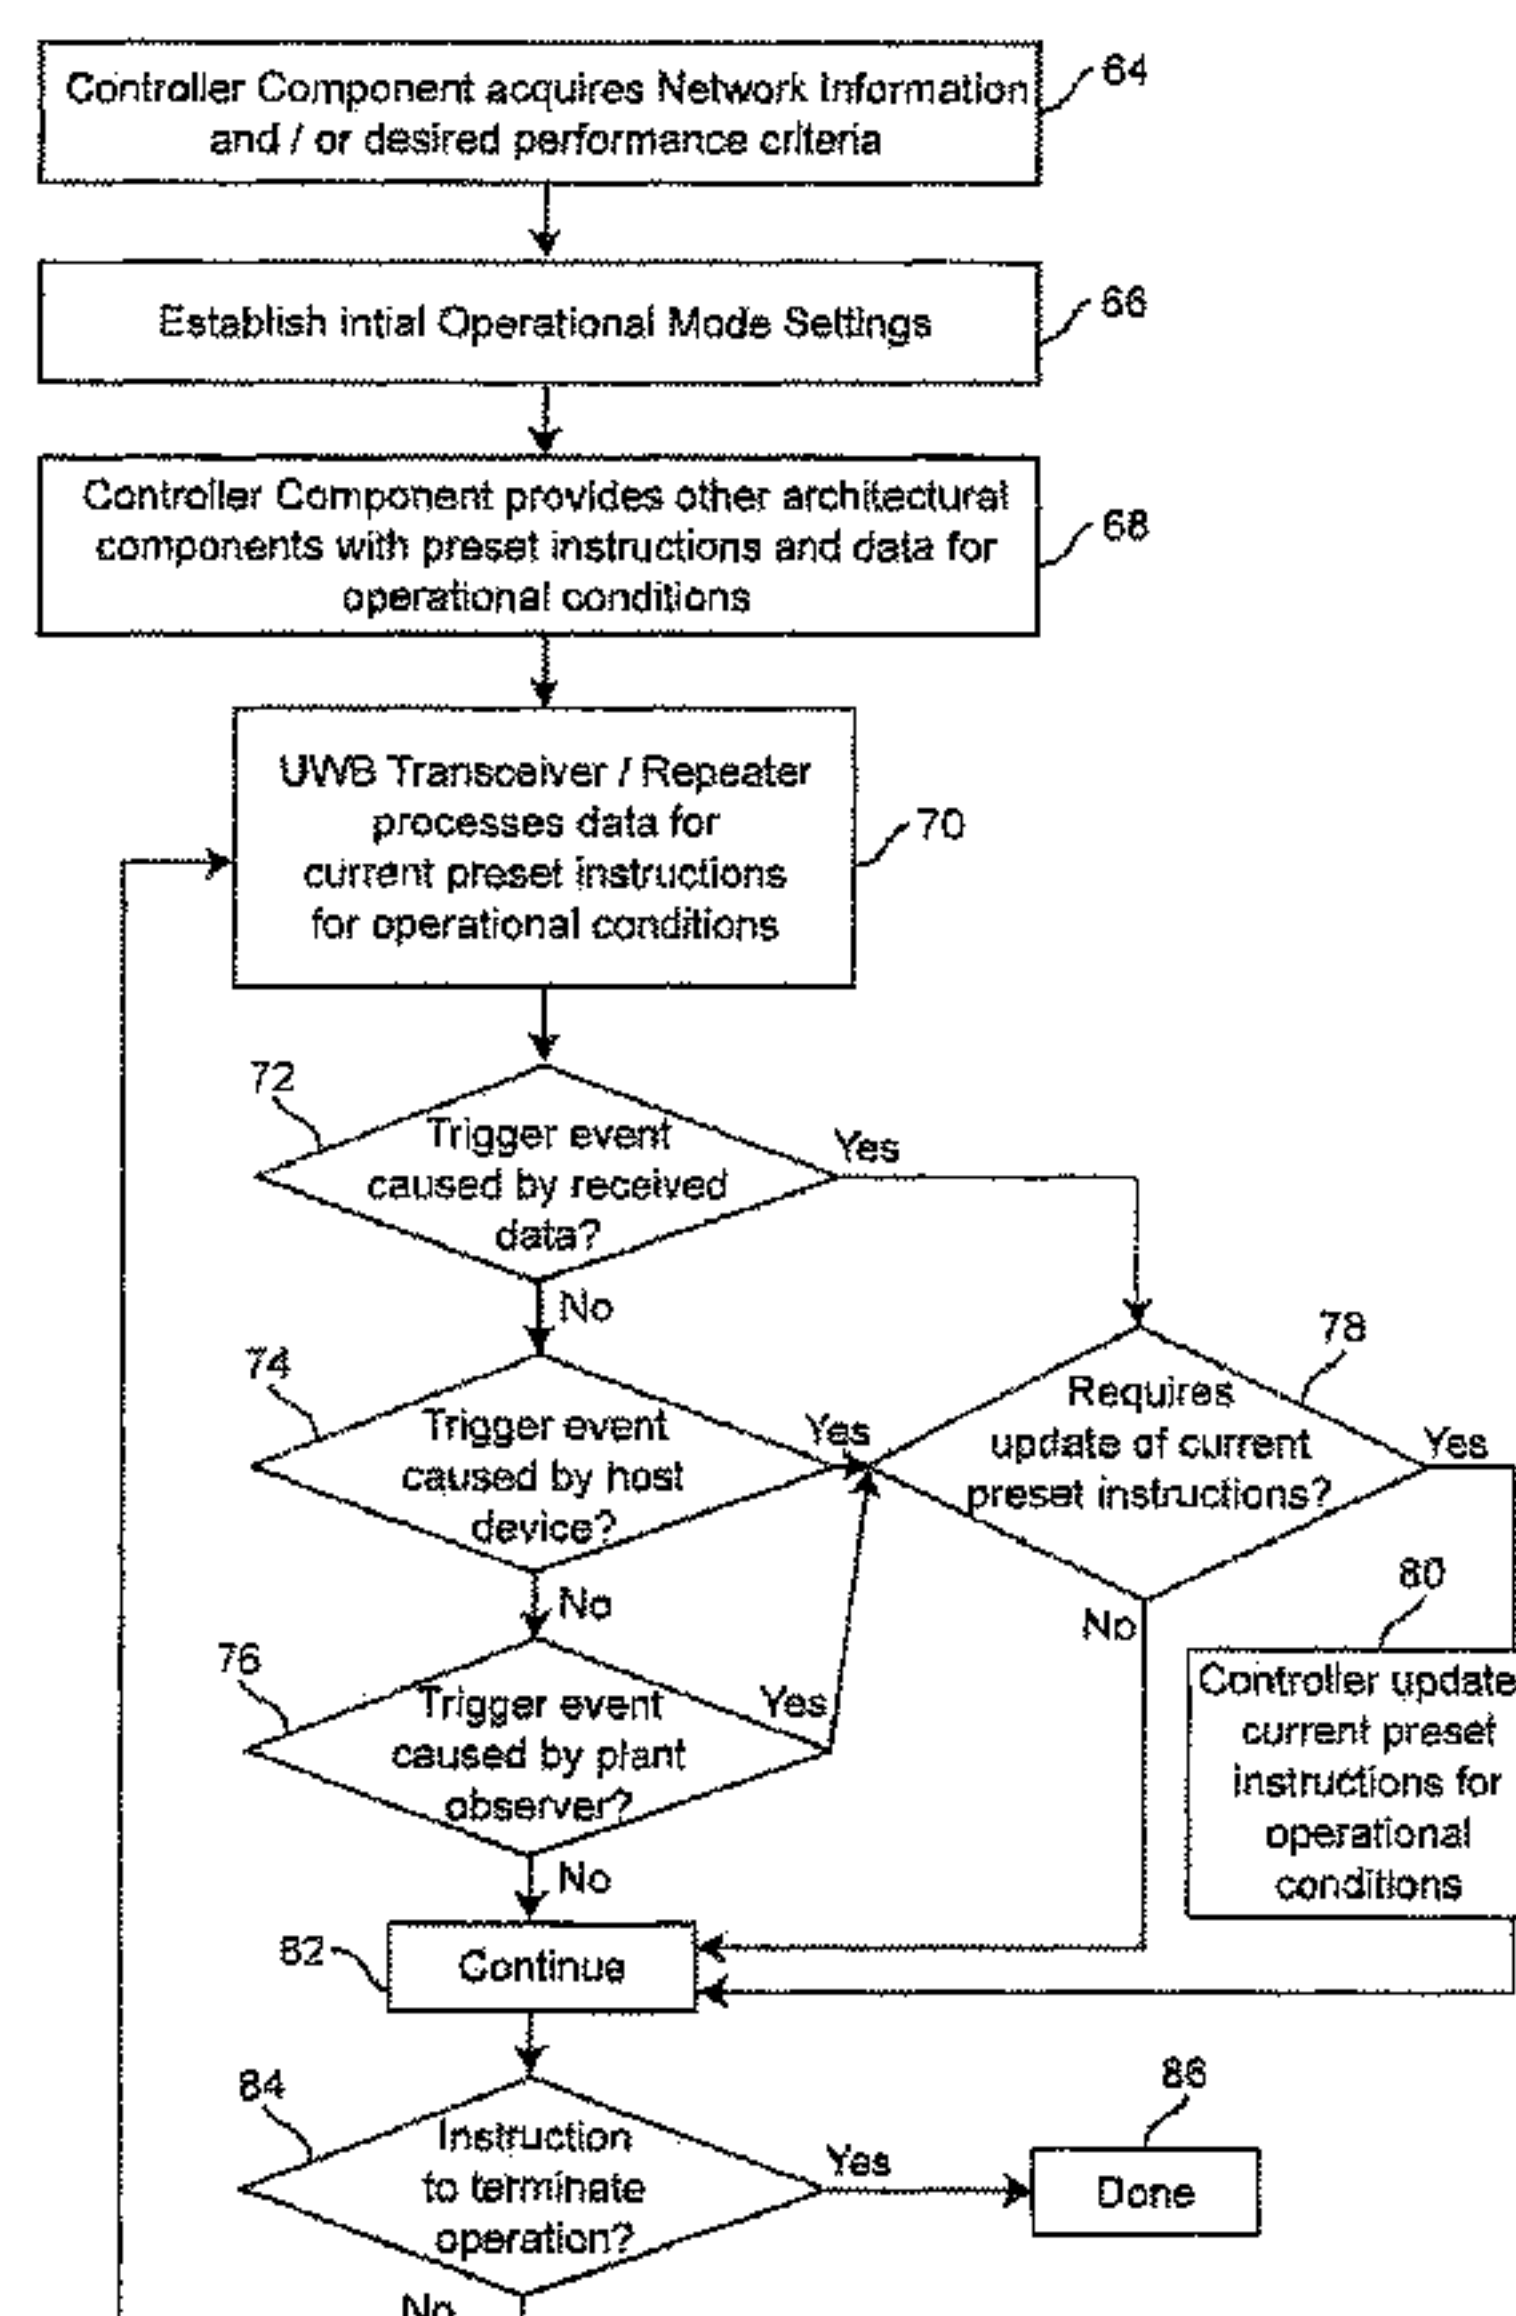 Controller Component acquires Network Information
and / or desired performance criteria
64
Establish intial Operational Mode Settings
66
Controller Component provides other architectural
components with preset instructions and data for
operational conditions
68
UWB Transceiver / Repeater
processes data for
current preset instructions
for operational conditions
70
72
Trigger event
caused by received
data?
Yes
No
74
Trigger event
caused by host
device?
Yes
No
78
Requires
update of current
preset instructions?
Yes
No
76
Trigger event
caused by plant
observer?
Yes
No
80
Controller update
current preset
instructions for
operational
conditions
82
Continue
84
Instruction
to terminate
operation?
Yes
No
86
Done